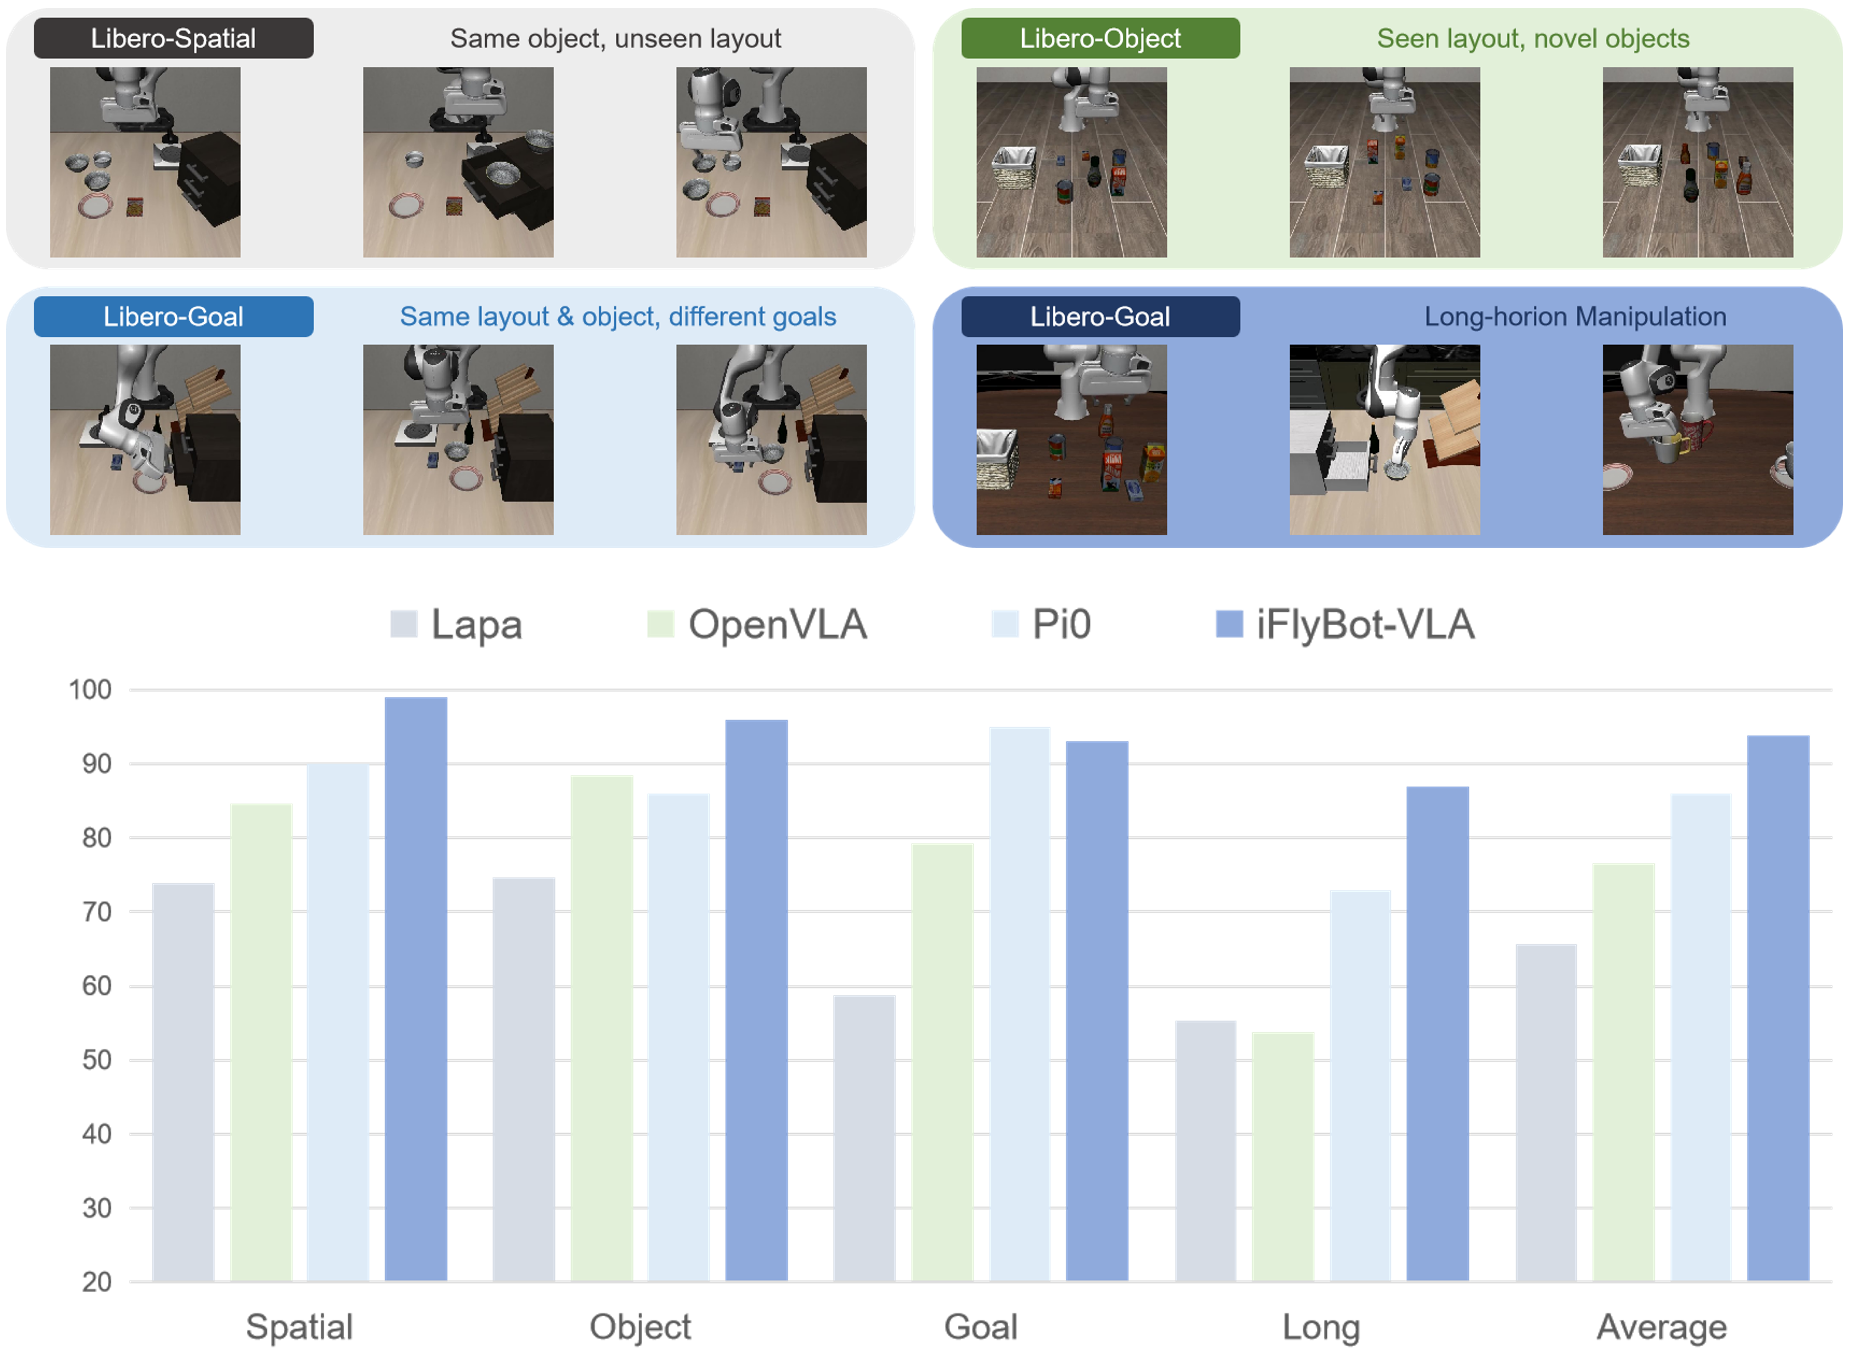 Libero-Spatial
Same object, unseen layout
Libero-Object
Seen layout, novel objects
Libero-Goal
Same layout & object, different goals
Libero-Goal
Long-horion Manipulation
Lapa
OpenVLA
Pi0
iFlyBot-VLA
100
90
80
70
60
50
40
30
20
Spatial
Object
Goal
Long
Average